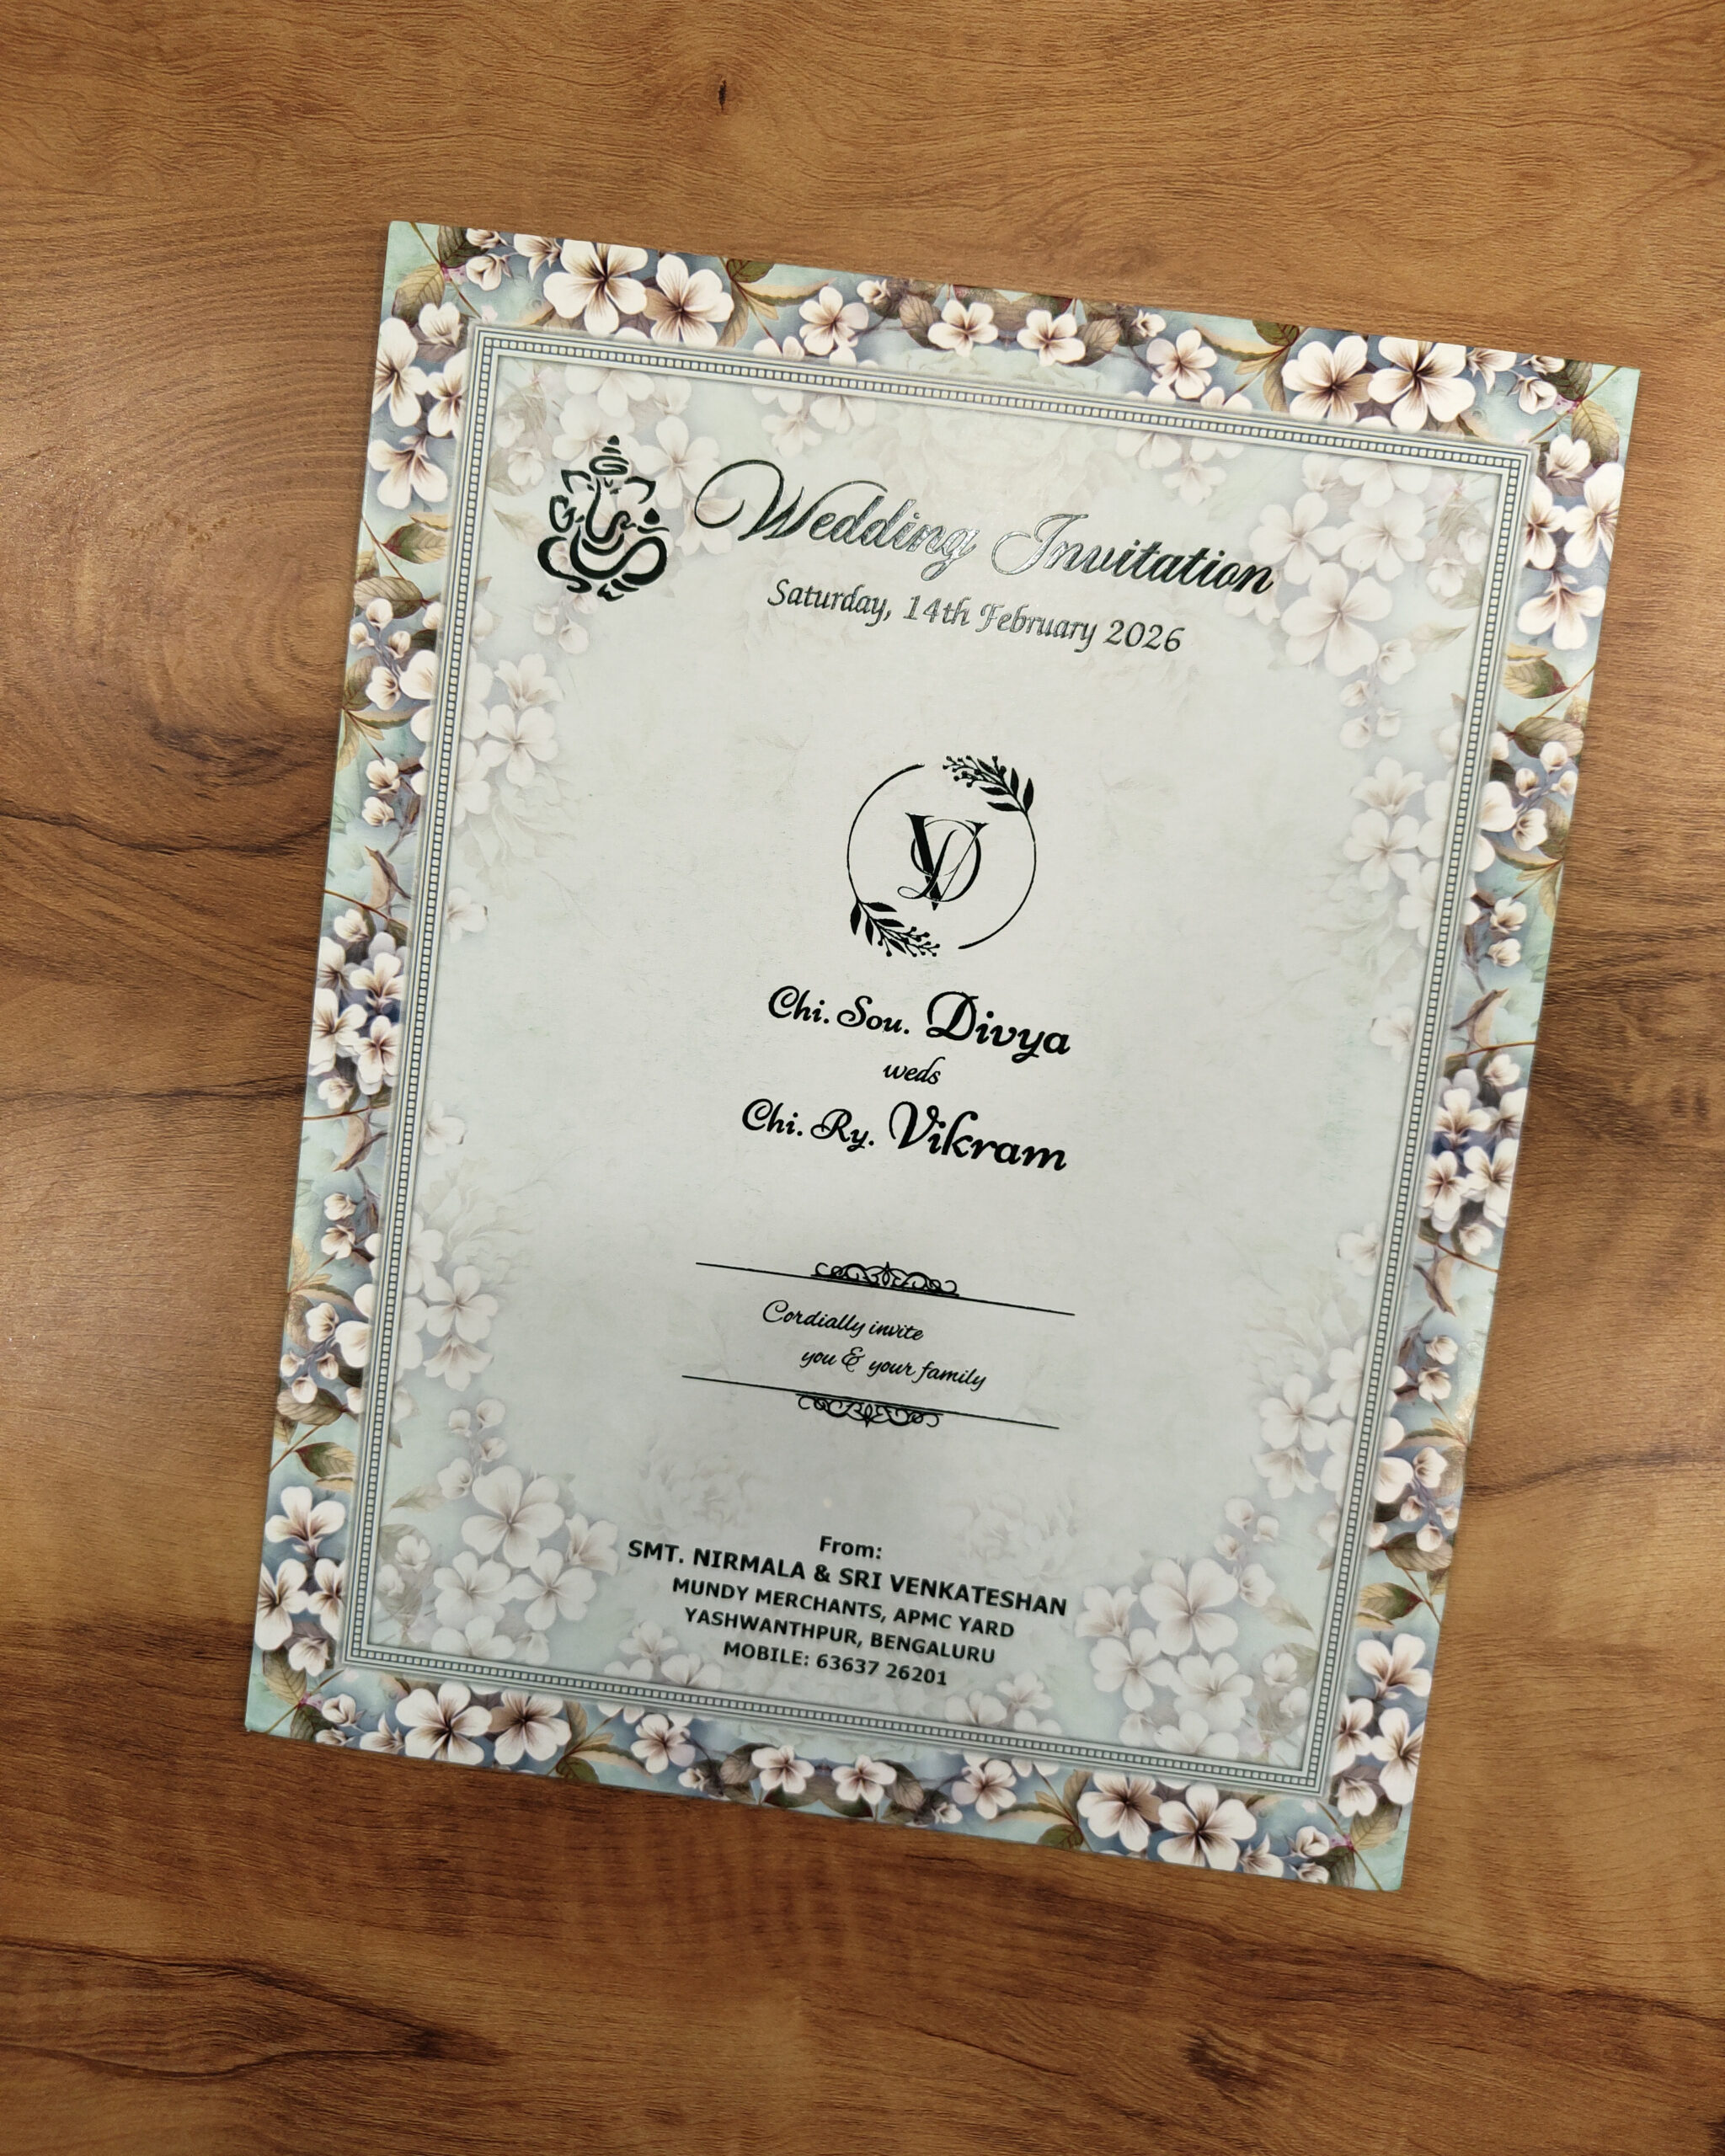 Wedding Invitation
Saturday, 14th February 2026
VD
Chi. Sou. Divya
weds
Chi. Ry. Vikram
Cordially invite
you & your family
From:
SMT. NIRMALA & SRI VENKATESHAN
MUNDY MERCHANTS, APMC YARD
YASHWANTHPUR, BENGALURU
MOBILE: 63637 26201